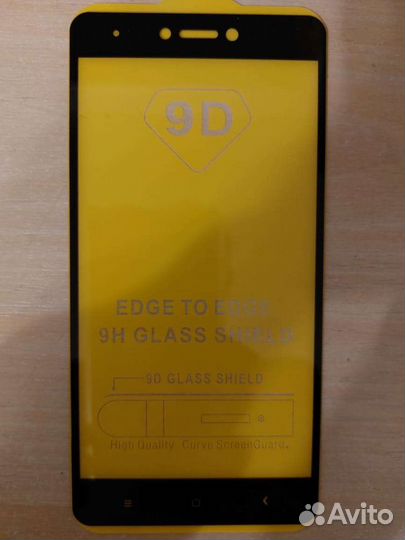 9D
EDGE TO EDGE
9H GLASS SHIELD
9D GLASS SHIELD
High Quality Curve ScreenGuard.
Avito